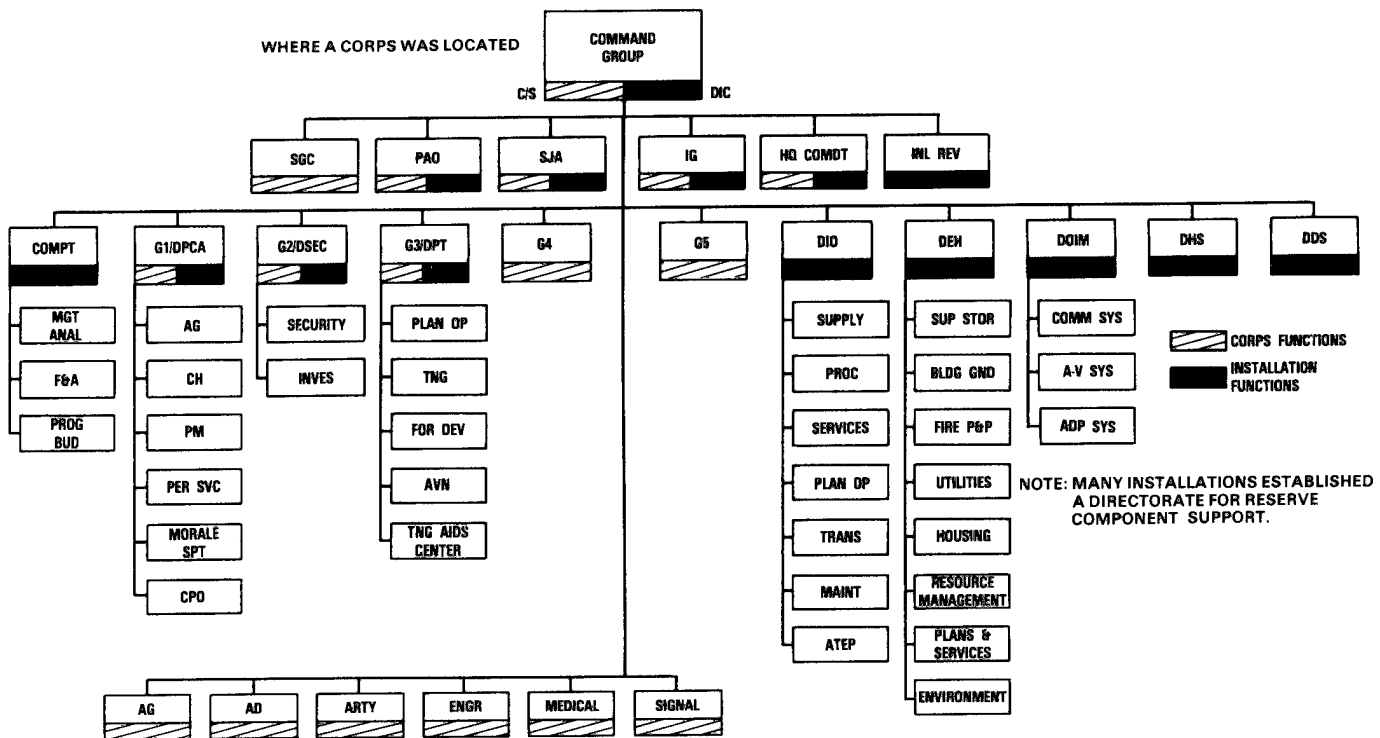 WHERE A CORPS WAS LOCATED
COMMAND
GROUP
C/S
DIC
SGC
PAO
SJA
IG
HQ COMDT
INL REV
COMPT
G1/DPCA
G2/DSEC
G3/DPT
G4
G5
DIO
DEH
DOIM
DHS
DDS
MGT
ANAL
F&A
PROG
BUD
AG
CH
PM
PER SVC
MORALE
SPT
CPO
SECURITY
INVES
PLAN OP
TNG
FOR DEV
AVN
TNG AIDS
CENTER
SUPPLY
PROC
SERVICES
PLAN OP
TRANS
MAINT
ATEP
SUP STOR
BLDG GND
FIRE P&P
UTILITIES
HOUSING
RESOURCE
MANAGEMENT
PLANS &
SERVICES
ENVIRONMENT
COMM SYS
A-V SYS
ADP SYS
CORPS FUNCTIONS
INSTALLATION
FUNCTIONS
NOTE: MANY INSTALLATIONS ESTABLISHED
A DIRECTORATE FOR RESERVE
COMPONENT SUPPORT.
AG
AD
ARTY
ENGR
MEDICAL
SIGNAL